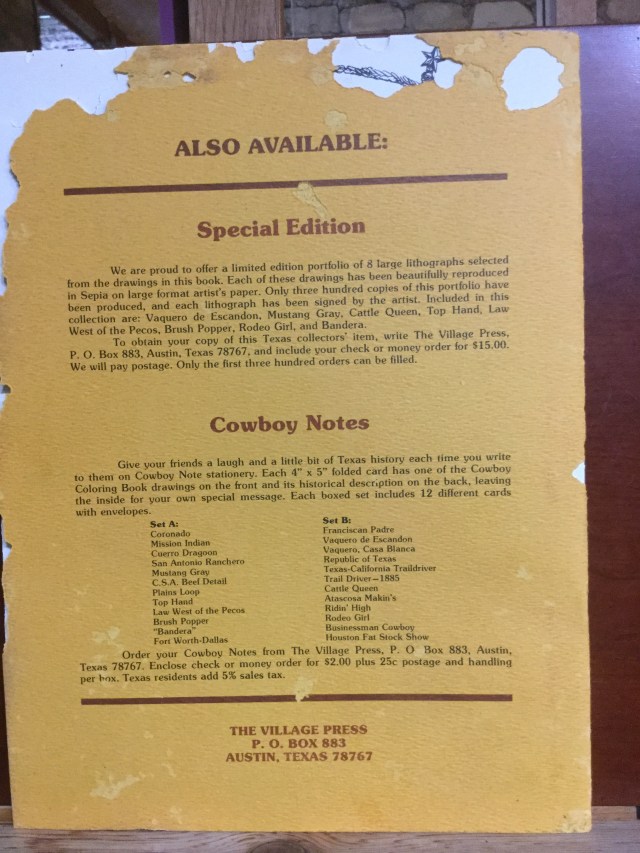 ALSO AVAILABLE:
Special Edition
We are proud to offer a limited edition portfolio of 8 large lithographs selected
from the drawings in this book. Each of these drawings has been beautifully reproduced
in Sepia on large format artist's paper. Only three hundred copies of this portfolio have
been produced, and each lithograph has been signed by the artist. Included in this
collection are: Vaquero de Escandon, Mustang Gray, Cattle Queen, Top Hand, Law
West of the Pecos, Brush Popper, Rodeo Girl, and Bandera.
To obtain your copy of this Texas collectors' item, write The Village Press,
P. O. Box 883, Austin, Texas 78767, and include your check or money order for $15.00.
We will pay postage. Only the first three hundred orders can be filled.
Cowboy Notes
Give your friends a laugh and a little bit of Texas history each time you write
to them on Cowboy Note stationery. Each 4" x 5" folded card has one of the Cowboy
Coloring Book drawings on the front and its historical description on the back, leaving
the inside for your own special message. Each boxed set includes 12 different cards
with envelopes.
Set A:
Coronado
Mission Indian
Cuerro Dragoon
San Antonio Ranchero
Mustang Gray
C.S.A. Beef Detail
Plains Loop
Top Hand
Law West of the Pecos
Brush Popper
"Bandera"
Fort Worth-Dallas
Set B:
Franciscan Padre
Vaquero de Escandon
Vaquero, Casa Blanca
Republic of Texas
Texas-California Traildriver
Trail Driver—1885
Cattle Queen
Atascosa Makin's
Ridin' High
Rodeo Girl
Businessman Cowboy
Houston Fat Stock Show
Order your Cowboy Notes from The Village Press, P. O Box 883, Austin,
Texas 78767. Enclose check or money order for $2.00 plus 25c postage and handling
per box. Texas residents add 5% sales tax.
THE VILLAGE PRESS
P. O. BOX 883
AUSTIN, TEXAS 78767